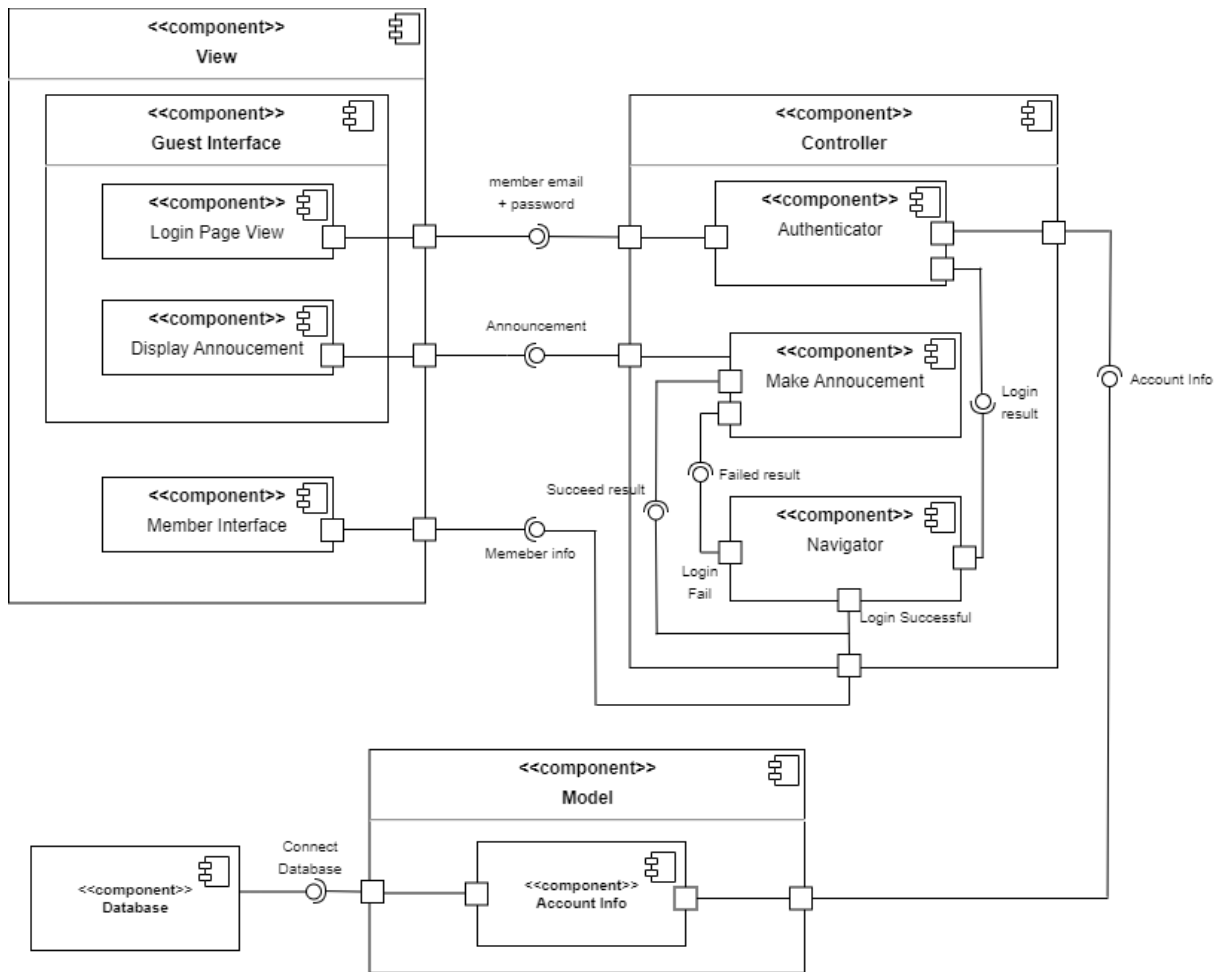 <<component>>
View
<<component>>
Guest Interface
<<component>>
Login Page View
<<component>>
Display Annoucement
<<component>>
Member Interface
member email
+ password
Announcement
Memeber info
<<component>>
Controller
<<component>>
Authenticator
<<component>>
Make Annoucement
Login
result
Failed result
Succeed result
<<component>>
Navigator
Login
Fail
Login Successful
Account Info
<<component>>
Model
<<component>>
Account Info
Connect
Database
<<component>>
Database